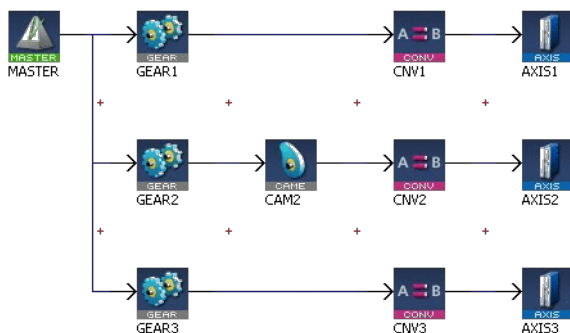 A B
A B
A B
MASTER GEAR CONV AXIS
MASTER GEAR1 CNV1 AXIS1
GEAR CAME CONV AXIS
GEAR2 CAM2 CNV2 AXIS2
GEAR CONV AXIS
GEAR3 CNV3 AXIS3